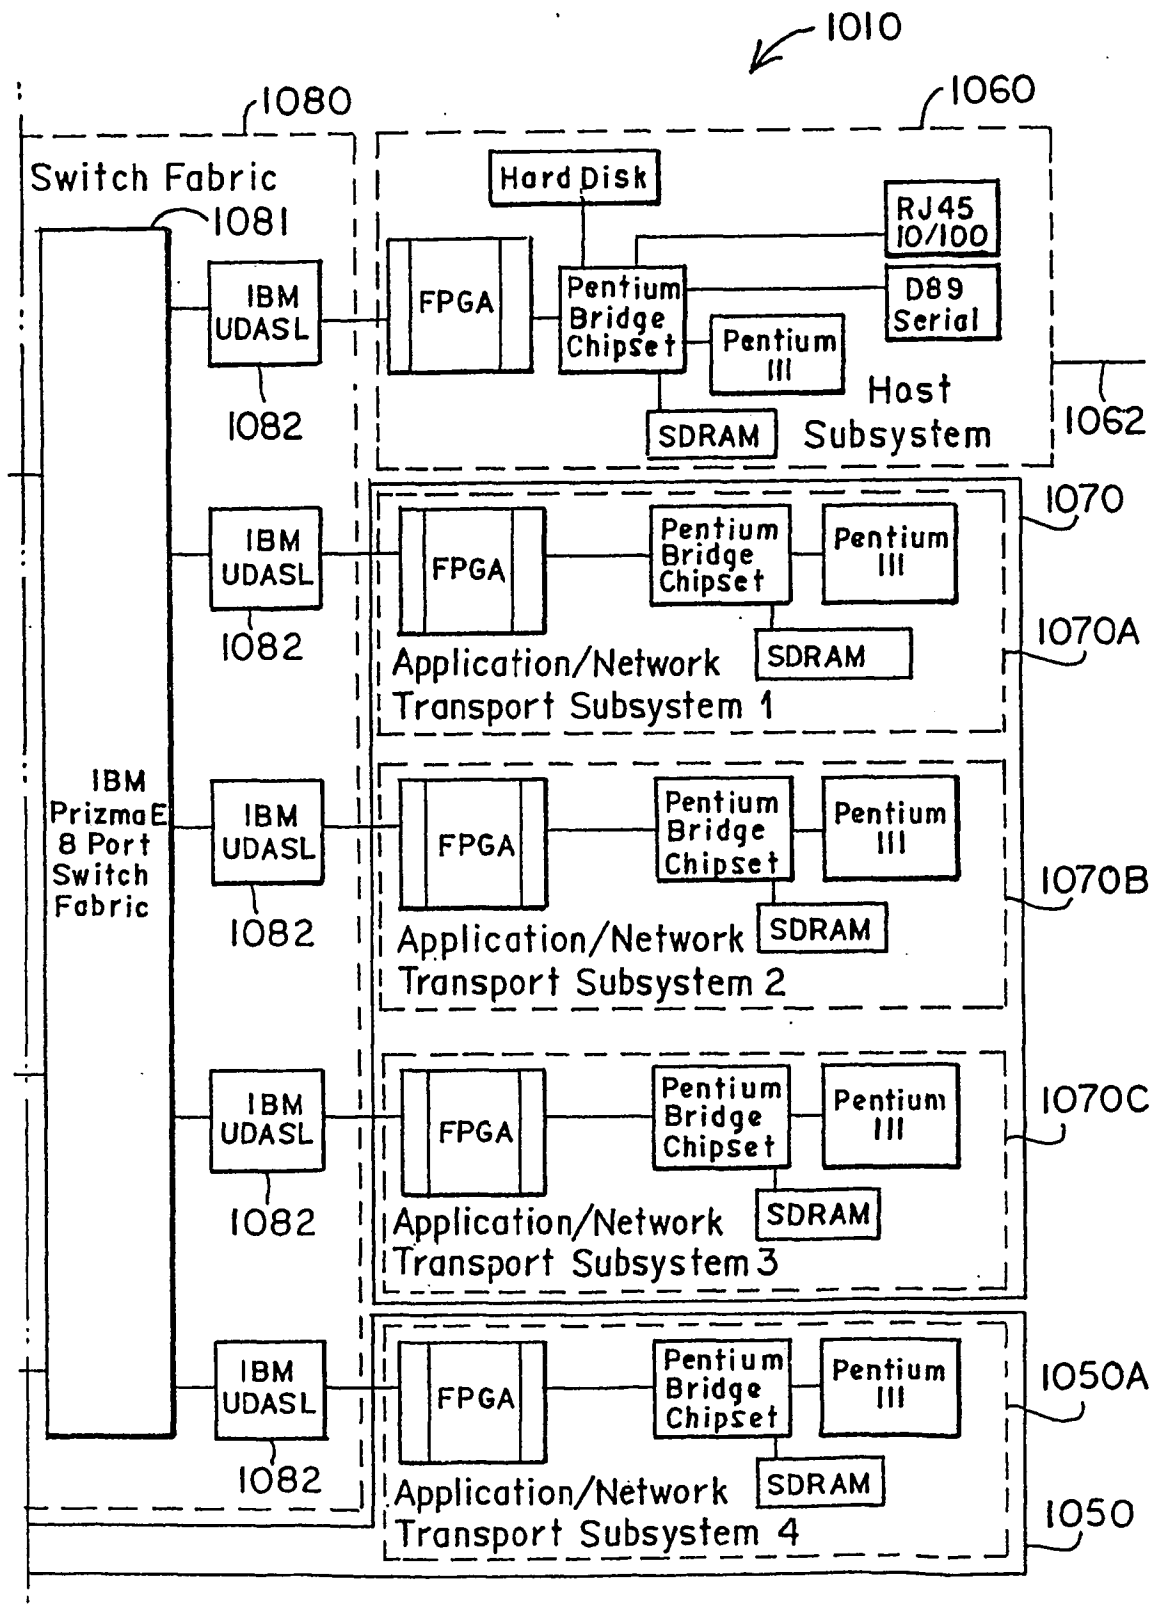 1010
1080
1060
Switch Fabric
1081
Hard Disk
RJ45
10/100
IBM
UDASL
1082
FPGA
Pentium
Bridge
Chipset
D89
Serial
Pentium
III
SDRAM
Host
Subsystem
1062
1070
IBM
UDASL
1082
FPGA
Pentium
Bridge
Chipset
Pentium
III
SDRAM
1070A
Application/Network
Transport Subsystem 1
IBM
PrizmaE
8 Port
Switch
Fabric
IBM
UDASL
1082
FPGA
Pentium
Bridge
Chipset
Pentium
III
SDRAM
1070B
Application/Network
Transport Subsystem 2
IBM
UDASL
1082
FPGA
Pentium
Bridge
Chipset
Pentium
III
SDRAM
1070C
Application/Network
Transport Subsystem 3
IBM
UDASL
1082
FPGA
Pentium
Bridge
Chipset
Pentium
III
SDRAM
1050A
Application/Network
Transport Subsystem 4
1050